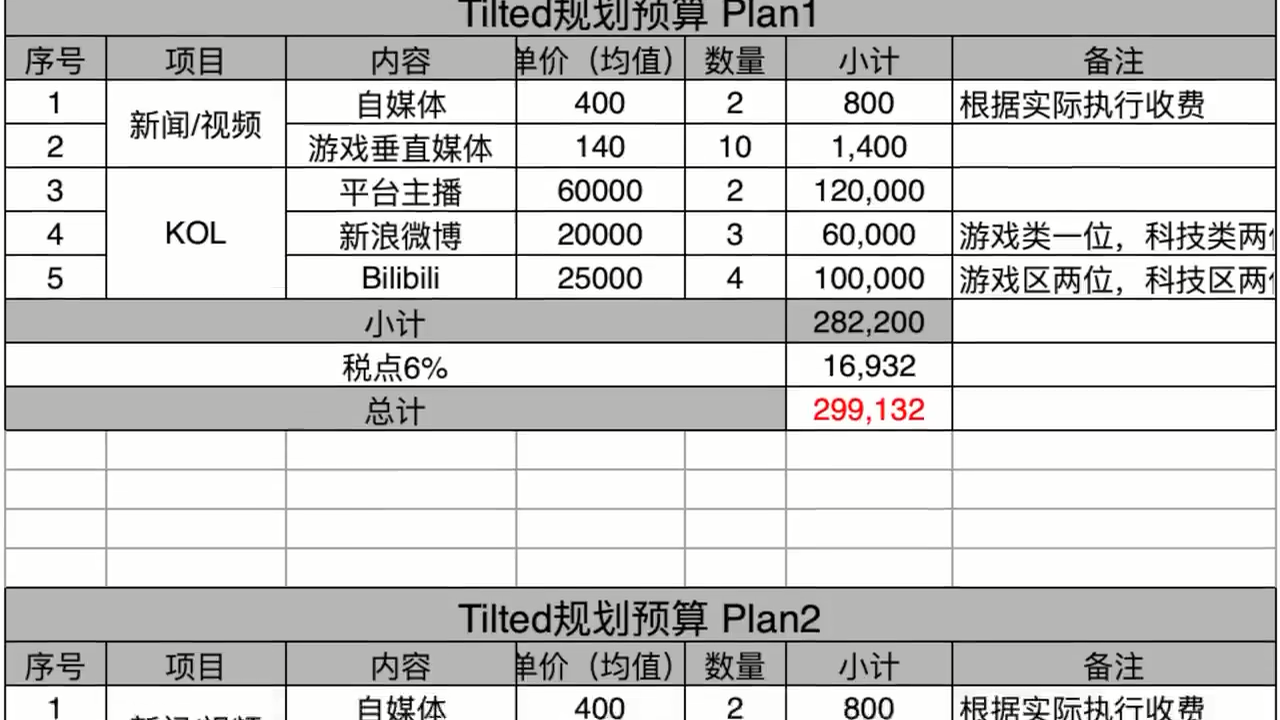 Tilted规划预算 Plan1
序号 项目 内容 单价（均值） 数量 小计 备注
1 新闻/视频 自媒体 400 2 800 根据实际执行收费
2 游戏垂直媒体 140 10 1,400
3 KOL 平台主播 60000 2 120,000
4 新浪微博 20000 3 60,000 游戏类一位，科技类两
5 Bilibili 25000 4 100,000 游戏区两位，科技区两
小计 282,200
税点6% 16,932
总计 299,132
Tilted规划预算 Plan2
序号 项目 内容 单价（均值） 数量 小计 备注
1 新闻/视频 自媒体 400 2 800 根据实际执行收费